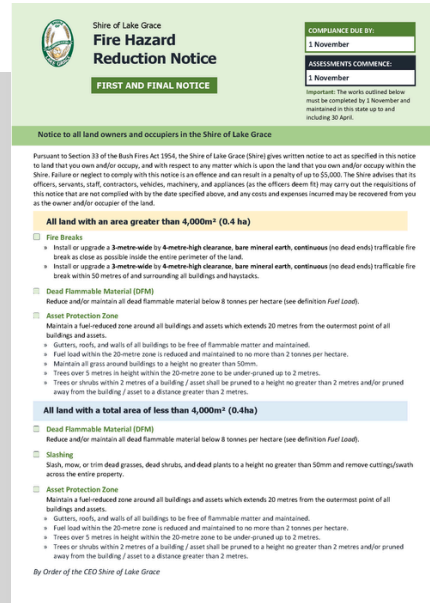 Shire of Lake Grace
Fire Hazard
Reduction Notice
FIRST AND FINAL NOTICE
COMPLIANCE DUE BY:
1 November
ASSESSMENTS COMMENCE:
1 November
Important: The works outlined below
must be completed by 1 November and
maintained in this state up to and
including 30 April.
LAKE GRACE
Notice to all land owners and occupiers in the Shire of Lake Grace
Pursuant to Section 33 of the Bush Fires Act 1954, the Shire of Lake Grace (Shire) gives written notice to act as specified in this notice
to land that you own and/or occupy, and with respect to any matter which is upon the land that you own and/or occupy within the
Shire. Failure or neglect to comply with this notice is an offence and can result in a penalty of up to $5,000. The Shire advises that its
officers, servants, staff, contractors, vehicles, machinery, and appliances (as the officers deem fit) may carry out the requisitions of
this notice that are not complied with by the date specified above, and any costs and expenses incurred may be recovered from you
as the owner and/or occupier of the land.
All land with an area greater than 4,000m² (0.4 ha)
Fire Breaks
» Install or upgrade a 3-metre-wide by 4-metre-high clearance, bare mineral earth, continuous (no dead ends) trafficable fire
break as close as possible inside the entire perimeter of the land.
» Install or upgrade a 3-metre-wide by 4-metre-high clearance, bare mineral earth, continuous (no dead ends) trafficable fire
break within 50 metres of and surrounding all buildings and haystacks.
Dead Flammable Material (DFM)
Reduce and/or maintain all dead flammable material below 8 tonnes per hectare (see definition Fuel Load).
Asset Protection Zone
Maintain a fuel-reduced zone around all buildings and assets which extends 20 metres from the outermost point of all
buildings and assets.
» Gutters, roofs, and walls of all buildings to be free of flammable matter and maintained.
» Fuel load within the 20-metre zone is reduced and maintained to no more than 2 tonnes per hectare.
» Maintain all grass around buildings to a height no greater than 50mm.
» Trees over 5 metres in height within the 20-metre zone to be under-pruned up to 2 metres.
» Trees or shrubs within 2 metres of a building / asset shall be pruned to a height no greater than 2 metres and/or pruned
away from the building / asset to a distance greater than 2 metres.
All land with a total area of less than 4,000m² (0.4ha)
Dead Flammable Material (DFM)
Reduce and/or maintain all dead flammable material below 8 tonnes per hectare (see definition Fuel Load).
Slashing
Slash, mow, or trim dead grasses, dead shrubs, and dead plants to a height no greater than 50mm and remove cuttings/swath
across the entire property.
Asset Protection Zone
Maintain a fuel-reduced zone around all buildings and assets which extends 20 metres from the outermost point of all
buildings and assets.
» Gutters, roofs, and walls of all buildings to be free of flammable matter and maintained.
» Fuel load within the 20-metre zone is reduced and maintained to no more than 2 tonnes per hectare.
» Trees over 5 metres in height within the 20-metre zone to be under-pruned up to 2 metres.
» Trees or shrubs within 2 metres of a building / asset shall be pruned to a height no greater than 2 metres and/or pruned
away from the building / asset to a distance greater than 2 metres.
By Order of the CEO Shire of Lake Grace